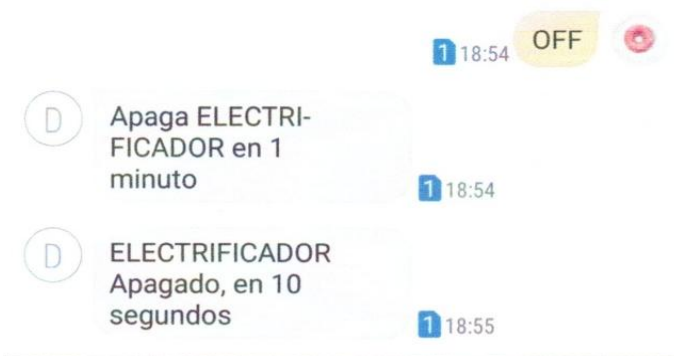 OFF
1 18:54
D
Apaga ELECTRI-
FICADOR en 1
minuto
1 18:54
D
ELECTRIFICADOR
Apagado, en 10
segundos
1 18:55